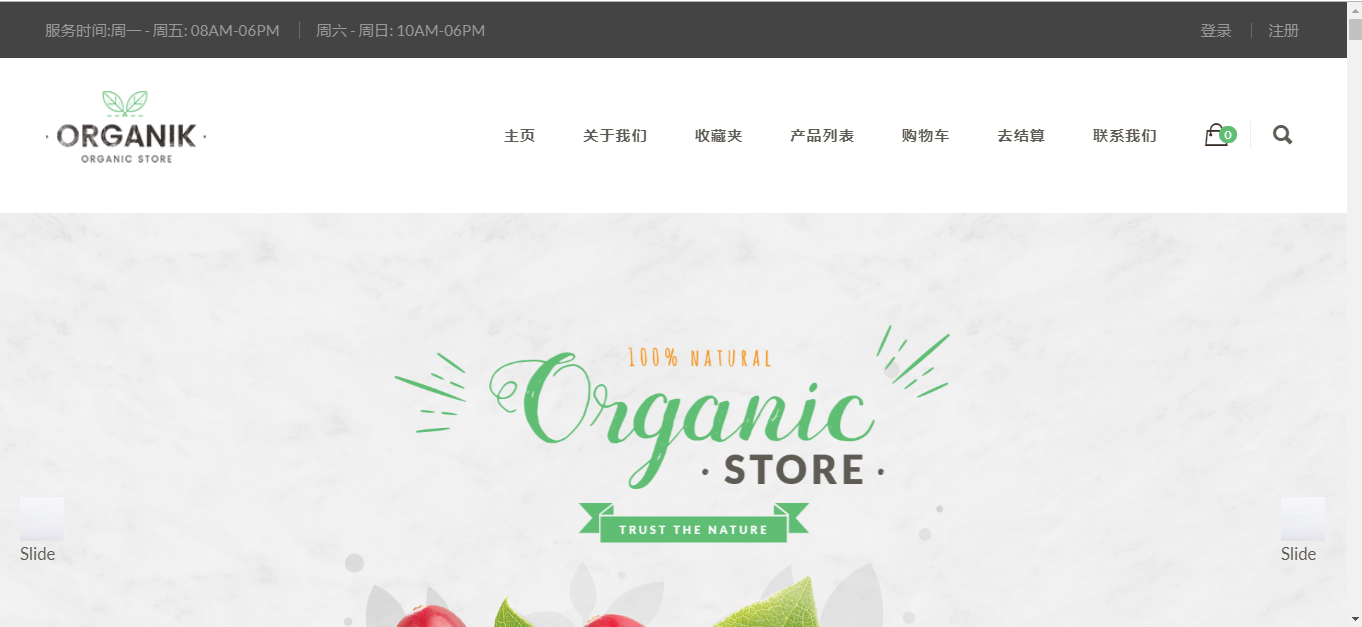 服务时间:周一 - 周五: 08AM-06PM 周六 - 周日: 10AM-06PM 登录 注册
· ORGANIK ·
ORGANIC STORE
主页 关于我们 收藏夹 产品列表 购物车 去结算 联系我们 0
100% NATURAL
Organic
· STORE ·
TRUST THE NATURE
Slide Slide